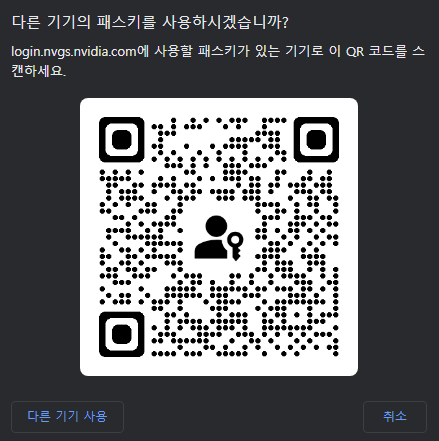 다른 기기의 패스키를 사용하시겠습니까?
login.nvgs.nvidia.com에 사용할 패스키가 있는 기기로 이 QR 코드를 스
캔하세요.
다른 기기 사용
취소